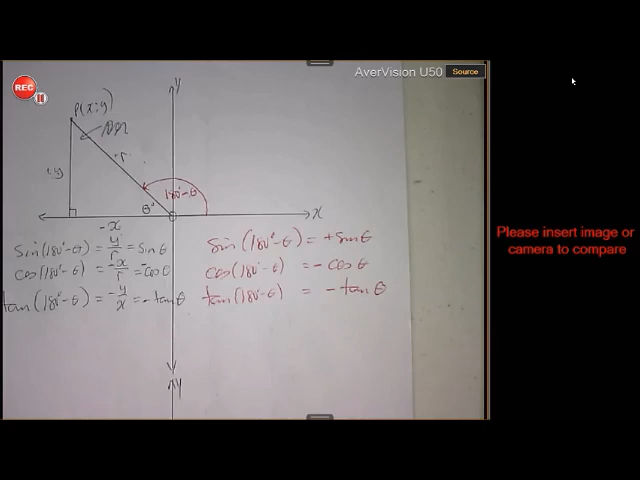 AverVision U50
Source
REC
Y
P(x;y)
r
y
180°-θ
θ°
-x
x
sin(180°-θ) = y/r = sin θ
cos(180°-θ) = -x/r = -cos θ
tan(180°-θ) = -y/x = -tan θ
sin(180°-θ) = +sin θ
cos(180°-θ) = - cos θ
tan(180°-θ) = - tan θ
Please insert image or
camera to compare